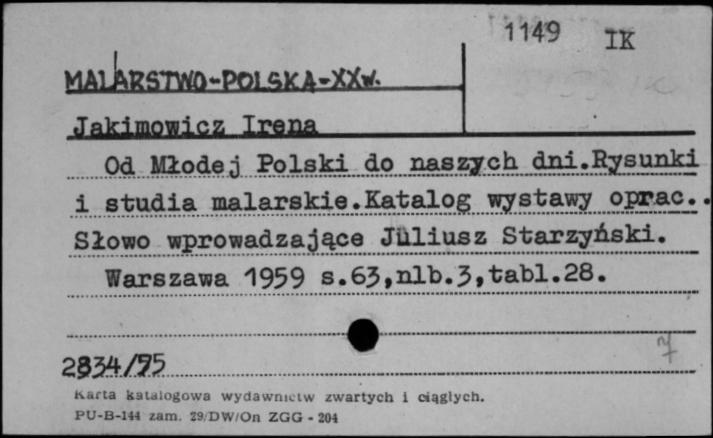 1149 IK
MALARSTWO-POLSKA-XXw.
Jakimowicz Irena
Od Młodej Polski do naszych dni.Rysunki
i studia malarskie.Katalog wystawy oprac..
Słowo wprowadzające Juliusz Starzyński.
Warszawa 1959 s.63,nlb.3,tabl.28.
2834/75
Karta katalogowa wydawnictw zwartych i ciągłych.
PU-B-144 zam. 29/DW/On ZGG - 204